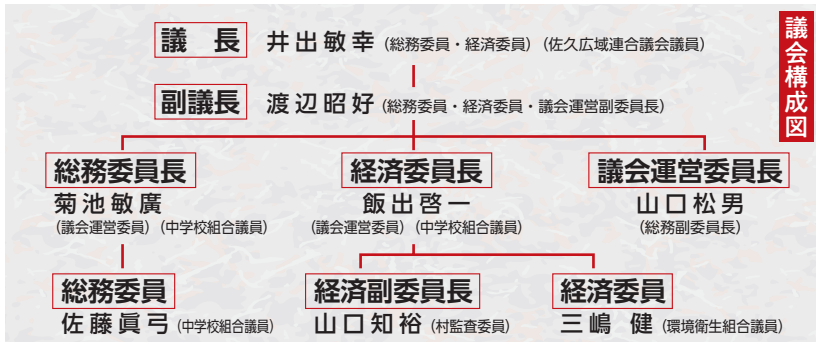 議会構成図
議長 井出敏幸(総務委員・経済委員)(佐久広域連合議会議員)
副議長 渡辺昭好(総務委員・経済委員・議会運営副委員長)
総務委員長 経済委員長 議会運営委員長
菊池敏廣 飯出啓一 山口松男
(議会運営委員)(中学校組合議員) (議会運営委員)(中学校組合議員) (総務副委員長)
総務委員 経済副委員長 経済委員
佐藤眞弓(中学校組合議員) 山口知裕(村監査委員) 三嶋健(環境衛生組合議員)